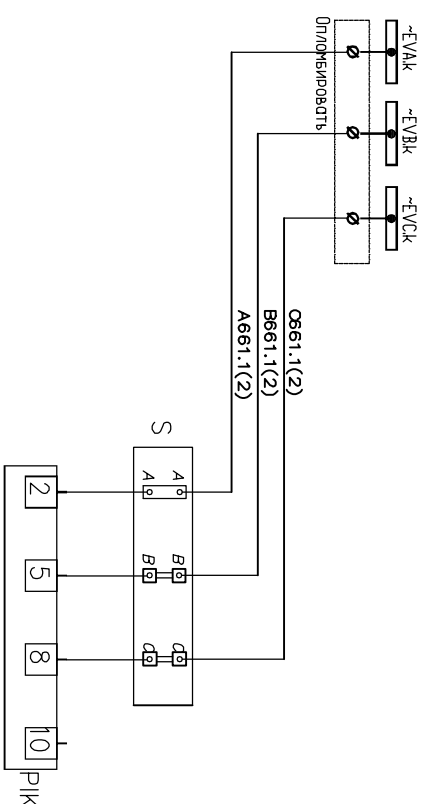 ~EVA.k
~EVB.k
~EVC.k
Опломбировать
C661.1(2)
B661.1(2)
A661.1(2)
S
A A
B B
C C
2
5
8
10
PIK